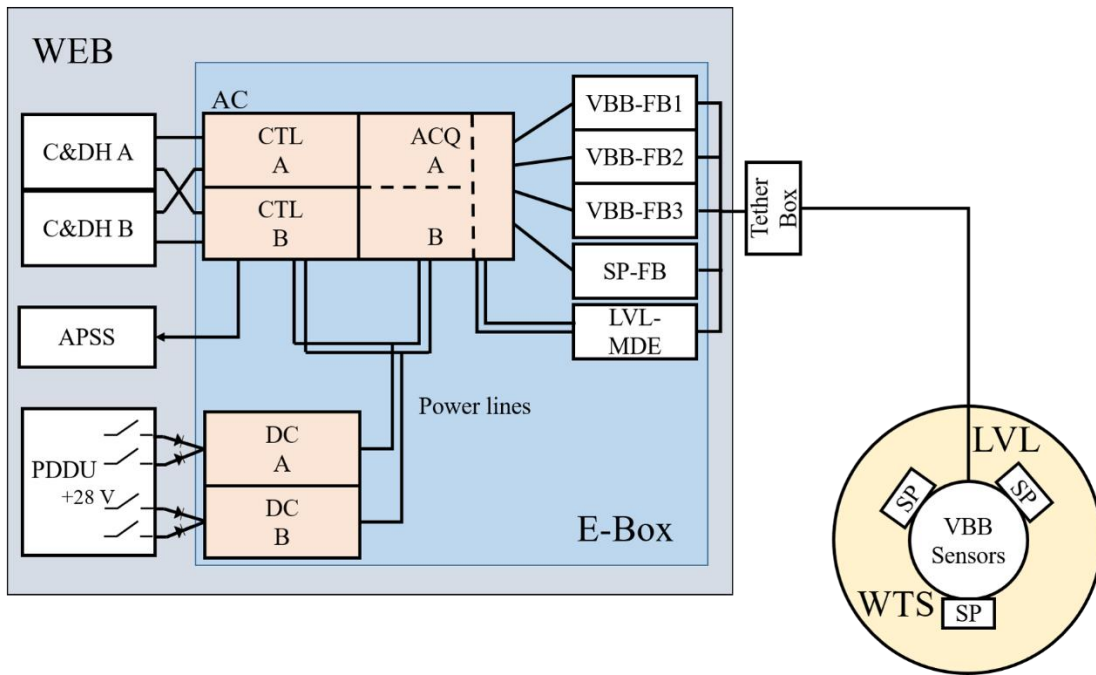 WEB
AC
C&DH A
C&DH B
CTL
A
CTL
B
ACQ
A
B
VBB-FB1
VBB-FB2
VBB-FB3
SP-FB
LVL-
MDE
Tether
Box
APSS
Power lines
PDDU
+28 V
DC
A
DC
B
E-Box
LVL
SP
SP
VBB
Sensors
WTS
SP